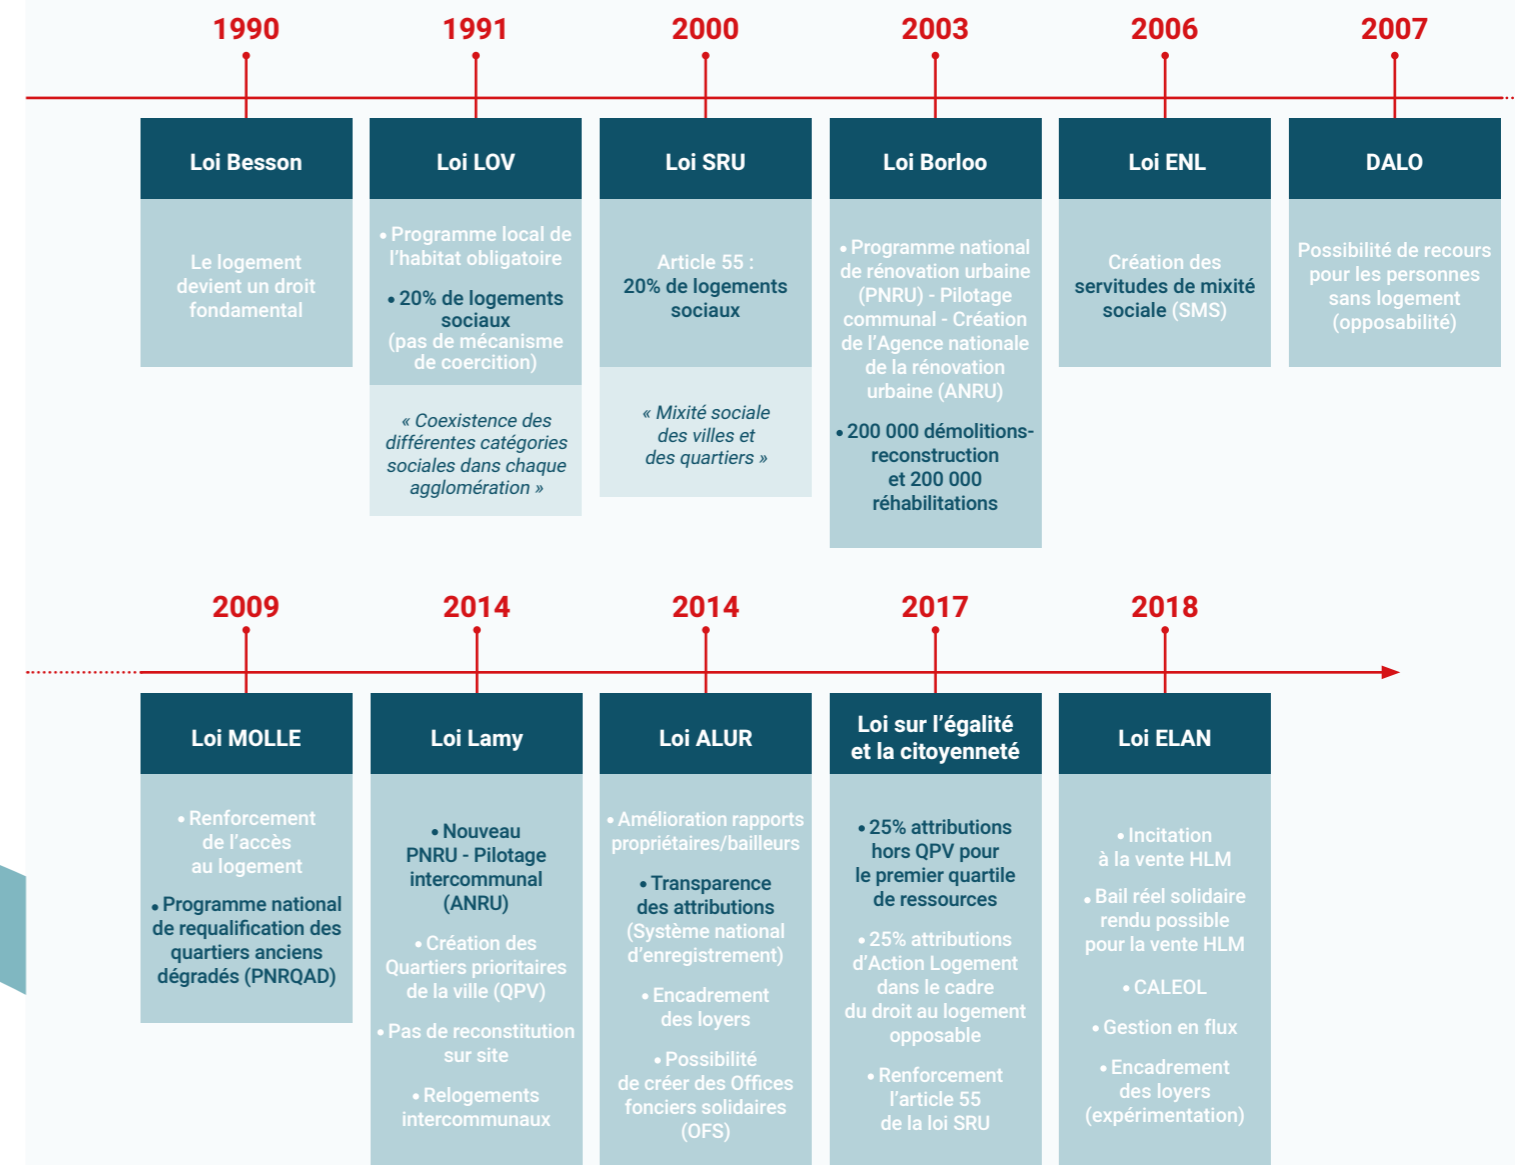 1990
Loi Besson
Le logement
devient un droit
fondamental
1991
Loi LOV
• Programme local de
l'habitat obligatoire
• 20% de logements
sociaux
(pas de mécanisme
de coercition)
« Coexistence des
différentes catégories
sociales dans chaque
agglomération »
2000
Loi SRU
Article 55 :
20% de logements
sociaux
« Mixité sociale
des villes et
des quartiers »
2003
Loi Borloo
• Programme national
de rénovation urbaine
(PNRU) - Pilotage
communal - Création
de l'Agence nationale
de la rénovation
urbaine (ANRU)
• 200 000 démolitions-
reconstruction
et 200 000
réhabilitations
2006
Loi ENL
Création des
servitudes de mixité
sociale (SMS)
2007
DALO
Possibilité de recours
pour les personnes
sans logement
(opposabilité)
2009
Loi MOLLE
• Renforcement
de l'accès
au logement
• Programme national
de requalification des
quartiers anciens
dégradés (PNRQAD)
2014
Loi Lamy
• Nouveau
PNRU - Pilotage
intercommunal
(ANRU)
• Création des
Quartiers prioritaires
de la ville (QPV)
• Pas de reconstitution
sur site
• Relogements
intercommunaux
2014
Loi ALUR
• Amélioration rapports
propriétaires/bailleurs
• Transparence
des attributions
(Système national
d'enregistrement)
• Encadrement
des loyers
• Possibilité
de créer des Offices
fonciers solidaires
(OFS)
2017
Loi sur l'égalité
et la citoyenneté
• 25% attributions
hors QPV pour
le premier quartile
de ressources
• 25% attributions
d'Action Logement
dans le cadre
du droit au logement
opposable
• Renforcement
l'article 55
de la loi SRU
2018
Loi ELAN
• Incitation
à la vente HLM
• Bail réel solidaire
rendu possible
pour la vente HLM
• CALEOL
• Gestion en flux
• Encadrement
des loyers
(expérimentation)